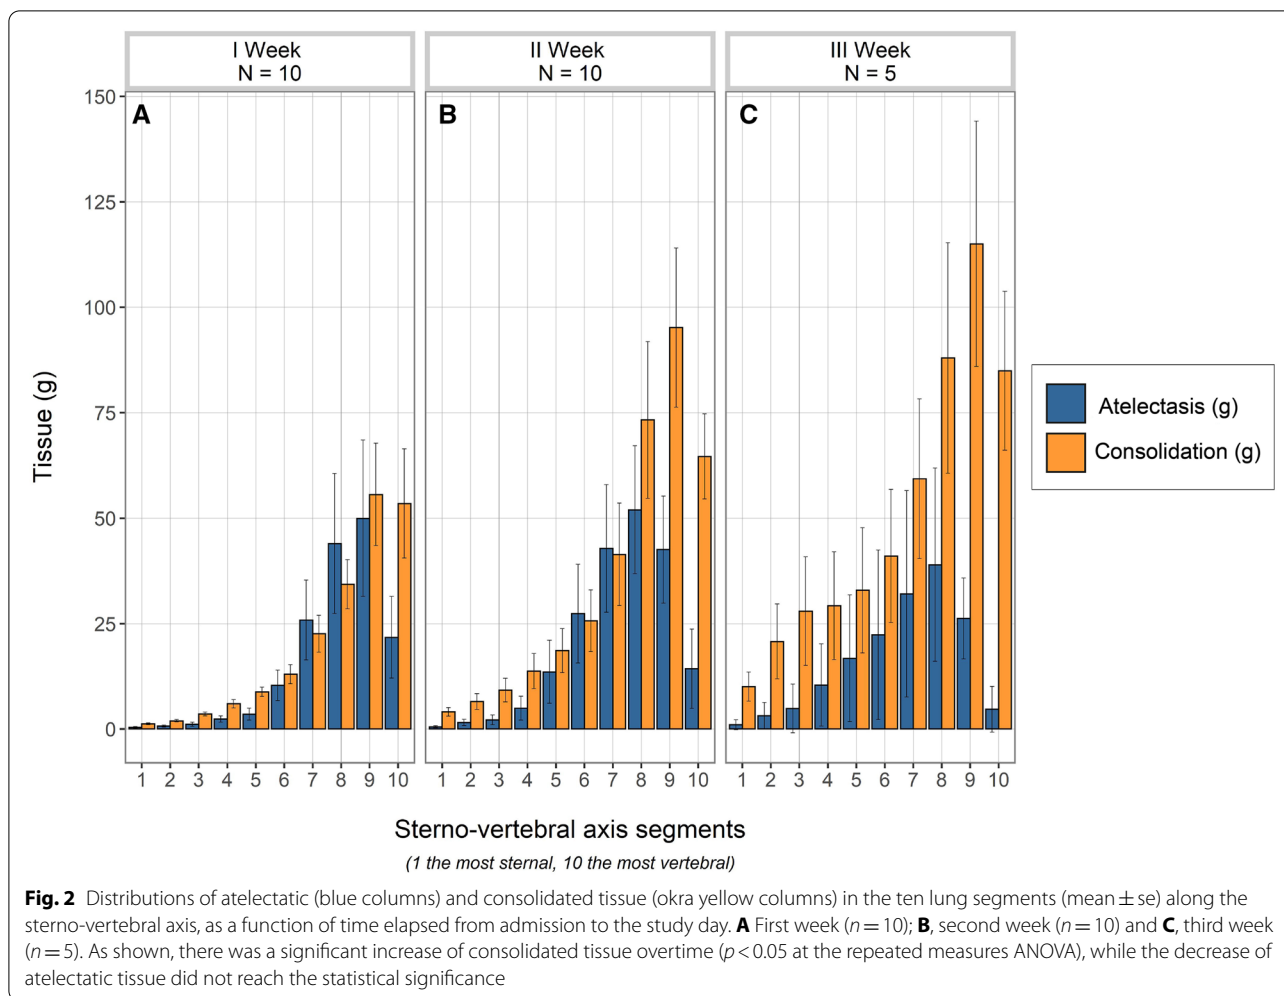 I Week
N = 10
II Week
N = 10
III Week
N = 5
A
B
C
150
125
100
75
50
25
0
Tissue (g)
1 2 3 4 5 6 7 8 9 10
1 2 3 4 5 6 7 8 9 10
1 2 3 4 5 6 7 8 9 10
Atelectasis (g)
Consolidation (g)
Sterno-vertebral axis segments
(1 the most sternal, 10 the most vertebral)
Fig. 2 Distributions of atelectatic (blue columns) and consolidated tissue (okra yellow columns) in the ten lung segments (mean ± se) along the
sterno-vertebral axis, as a function of time elapsed from admission to the study day. A First week (n = 10); B, second week (n = 10) and C, third week
(n = 5). As shown, there was a significant increase of consolidated tissue overtime (p < 0.05 at the repeated measures ANOVA), while the decrease of
atelectatic tissue did not reach the statistical significance